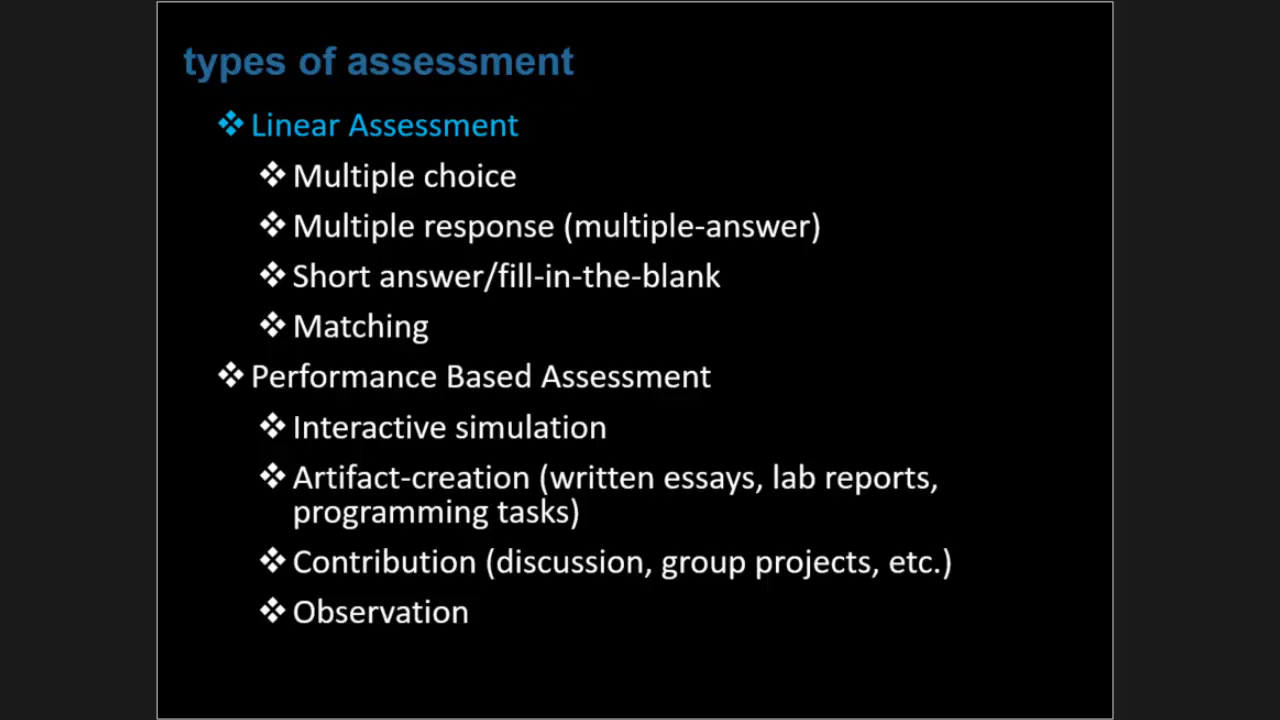 types of assessment
❖ Linear Assessment
❖ Multiple choice
❖ Multiple response (multiple-answer)
❖ Short answer/fill-in-the-blank
❖ Matching
❖ Performance Based Assessment
❖ Interactive simulation
❖ Artifact-creation (written essays, lab reports,
programming tasks)
❖ Contribution (discussion, group projects, etc.)
❖ Observation